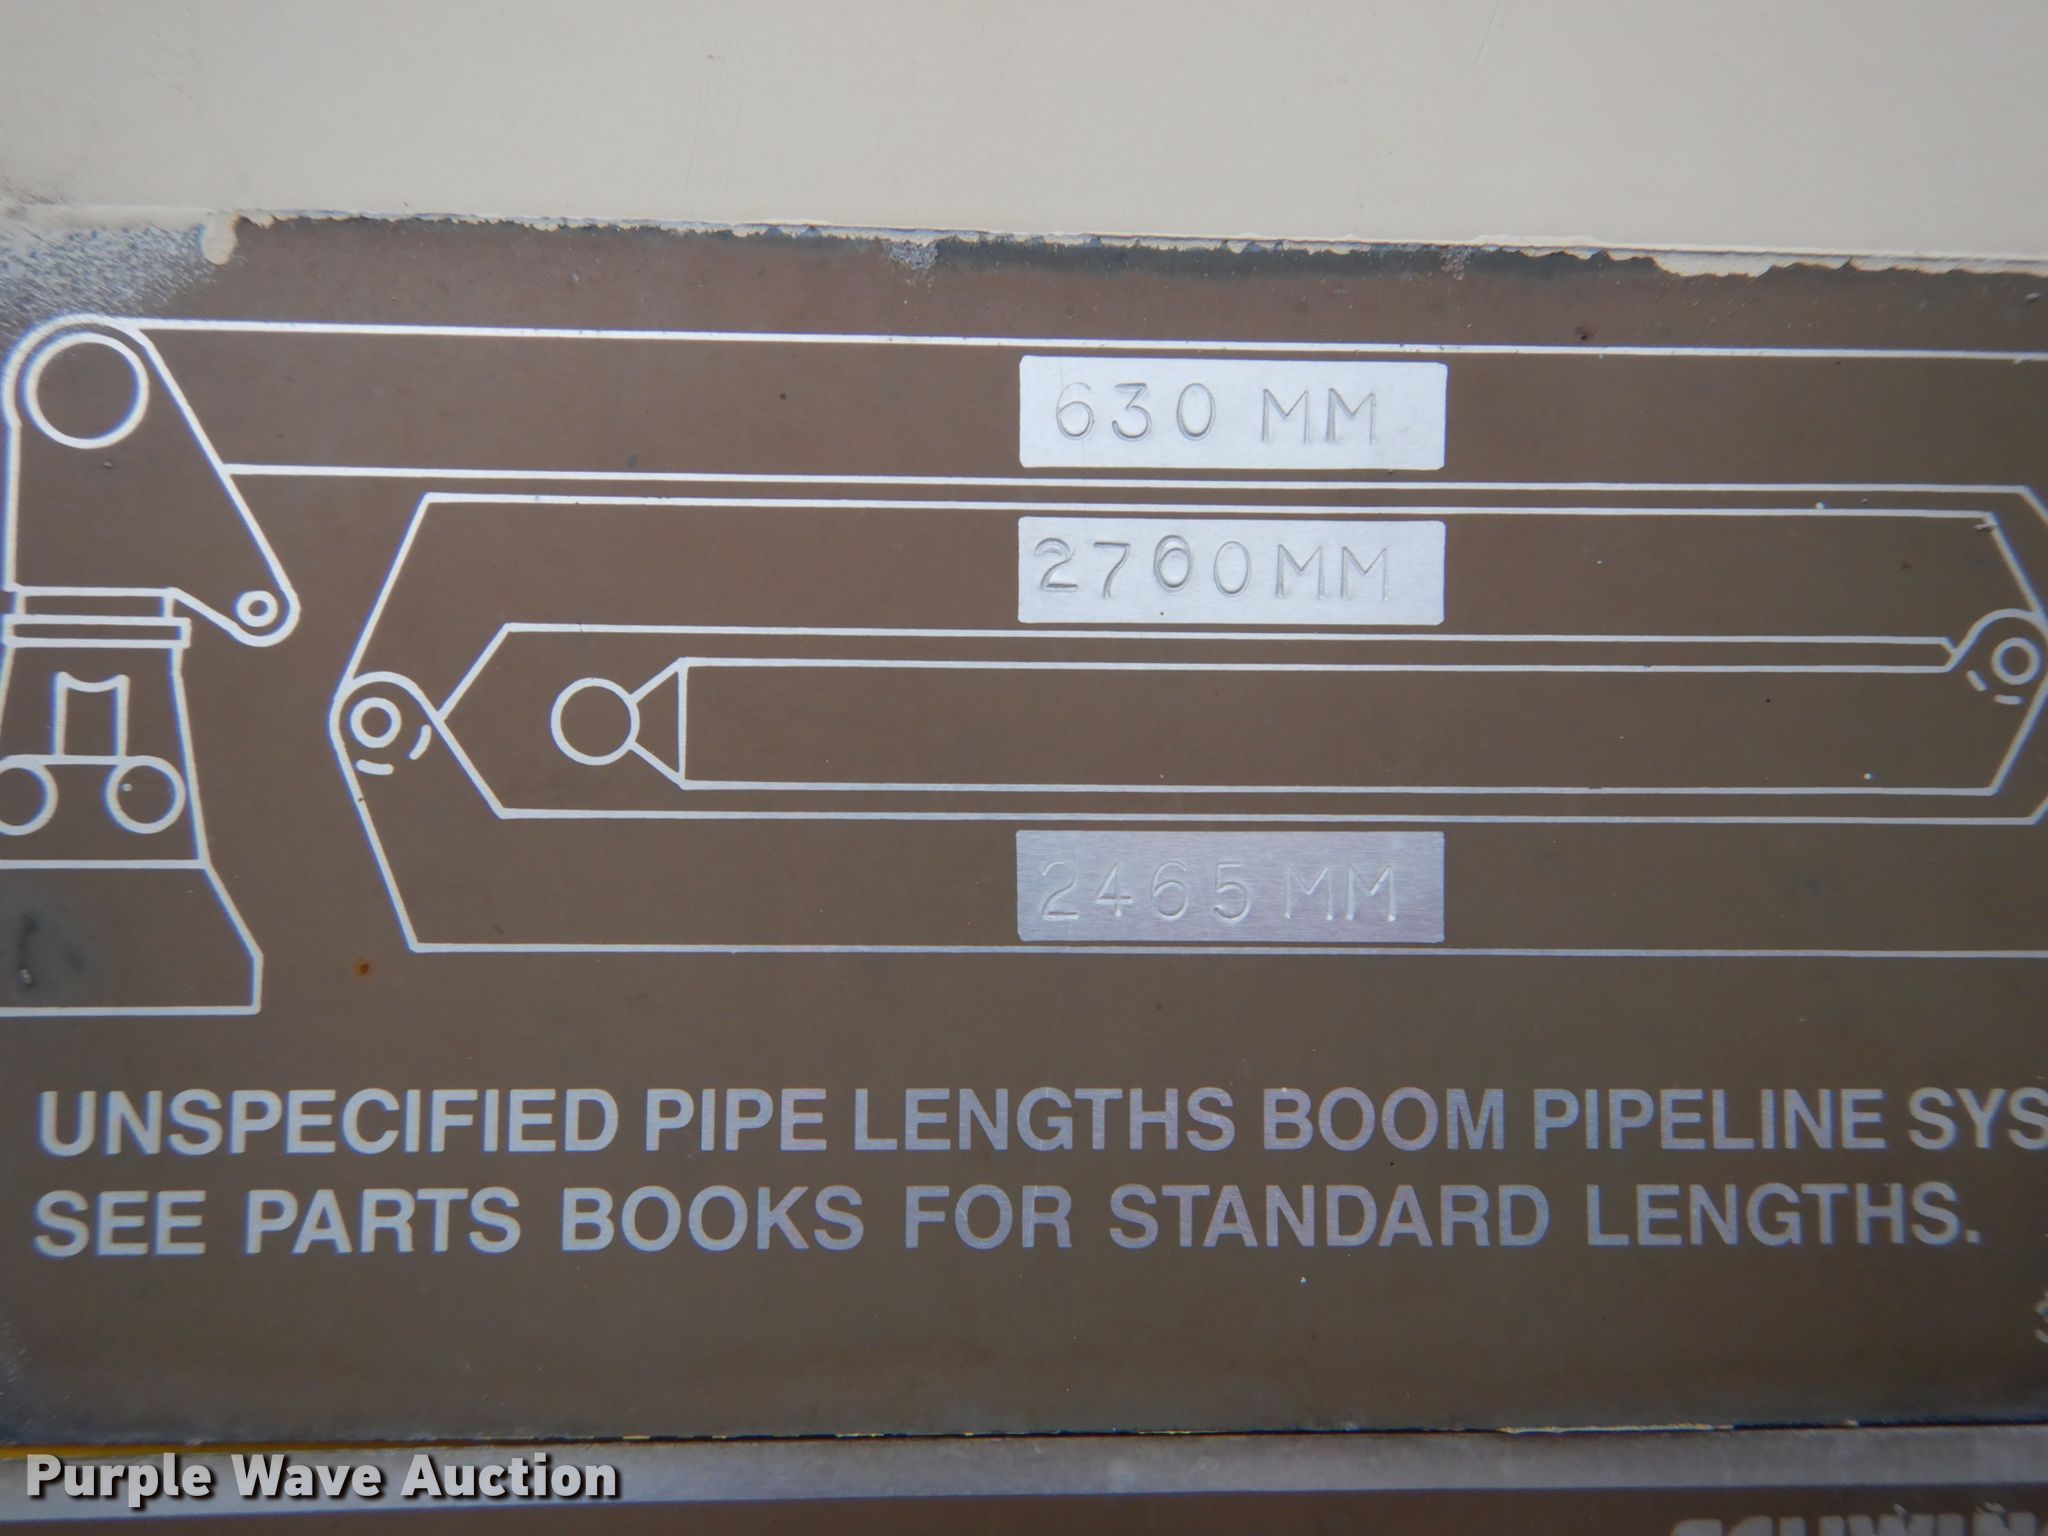 630 MM
2700MM
2465 MM
UNSPECIFIED PIPE LENGTHS BOOM PIPELINE SYS
SEE PARTS BOOKS FOR STANDARD LENGTHS.
Purple Wave Auction